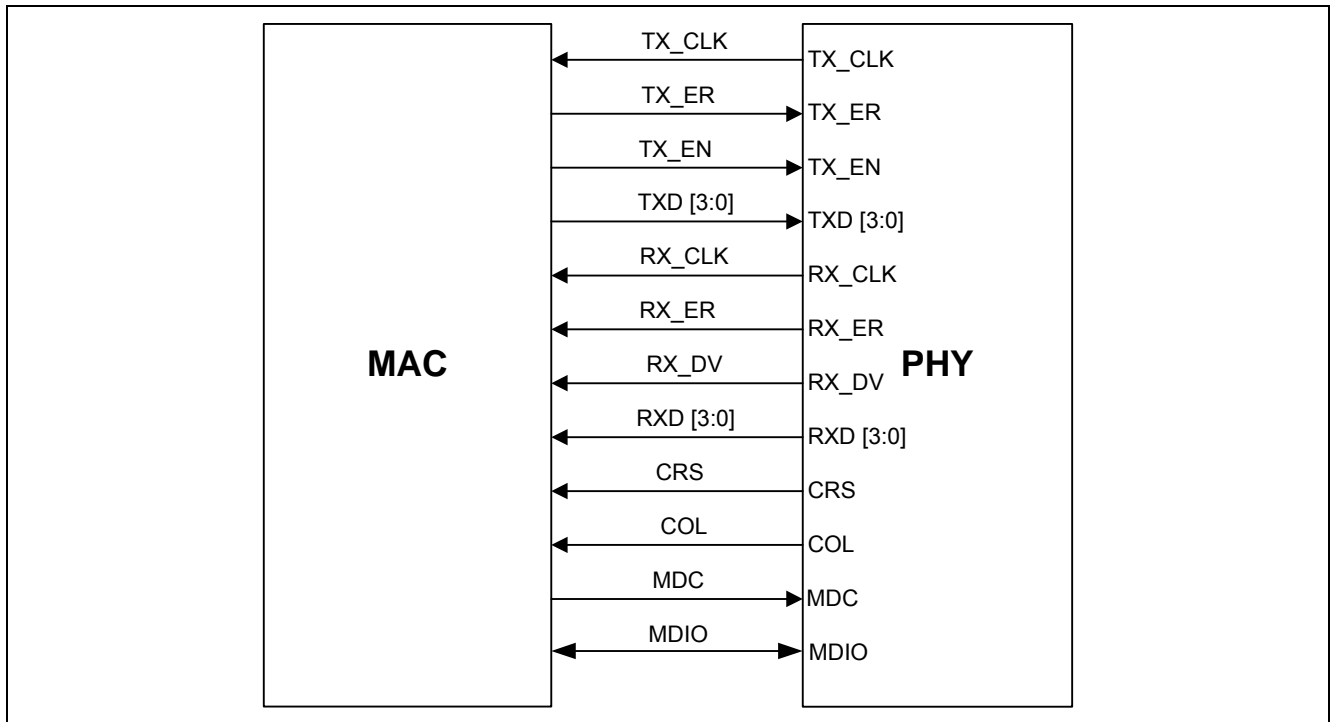 TX_CLK TX_CLK
TX_ER TX_ER
TX_EN TX_EN
TXD [3:0] TXD [3:0]
RX_CLK RX_CLK
RX_ER RX_ER
MAC RX_DV RX_DV PHY
RXD [3:0] RXD [3:0]
CRS CRS
COL COL
MDC MDC
MDIO MDIO